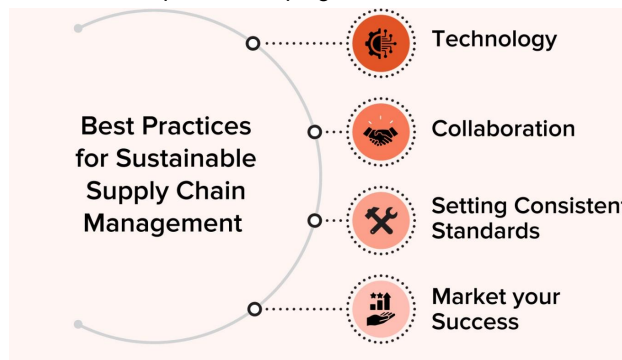 Best Practices
for Sustainable
Supply Chain
Management
Technology
Collaboration
Setting Consistent
Standards
Market your
Success